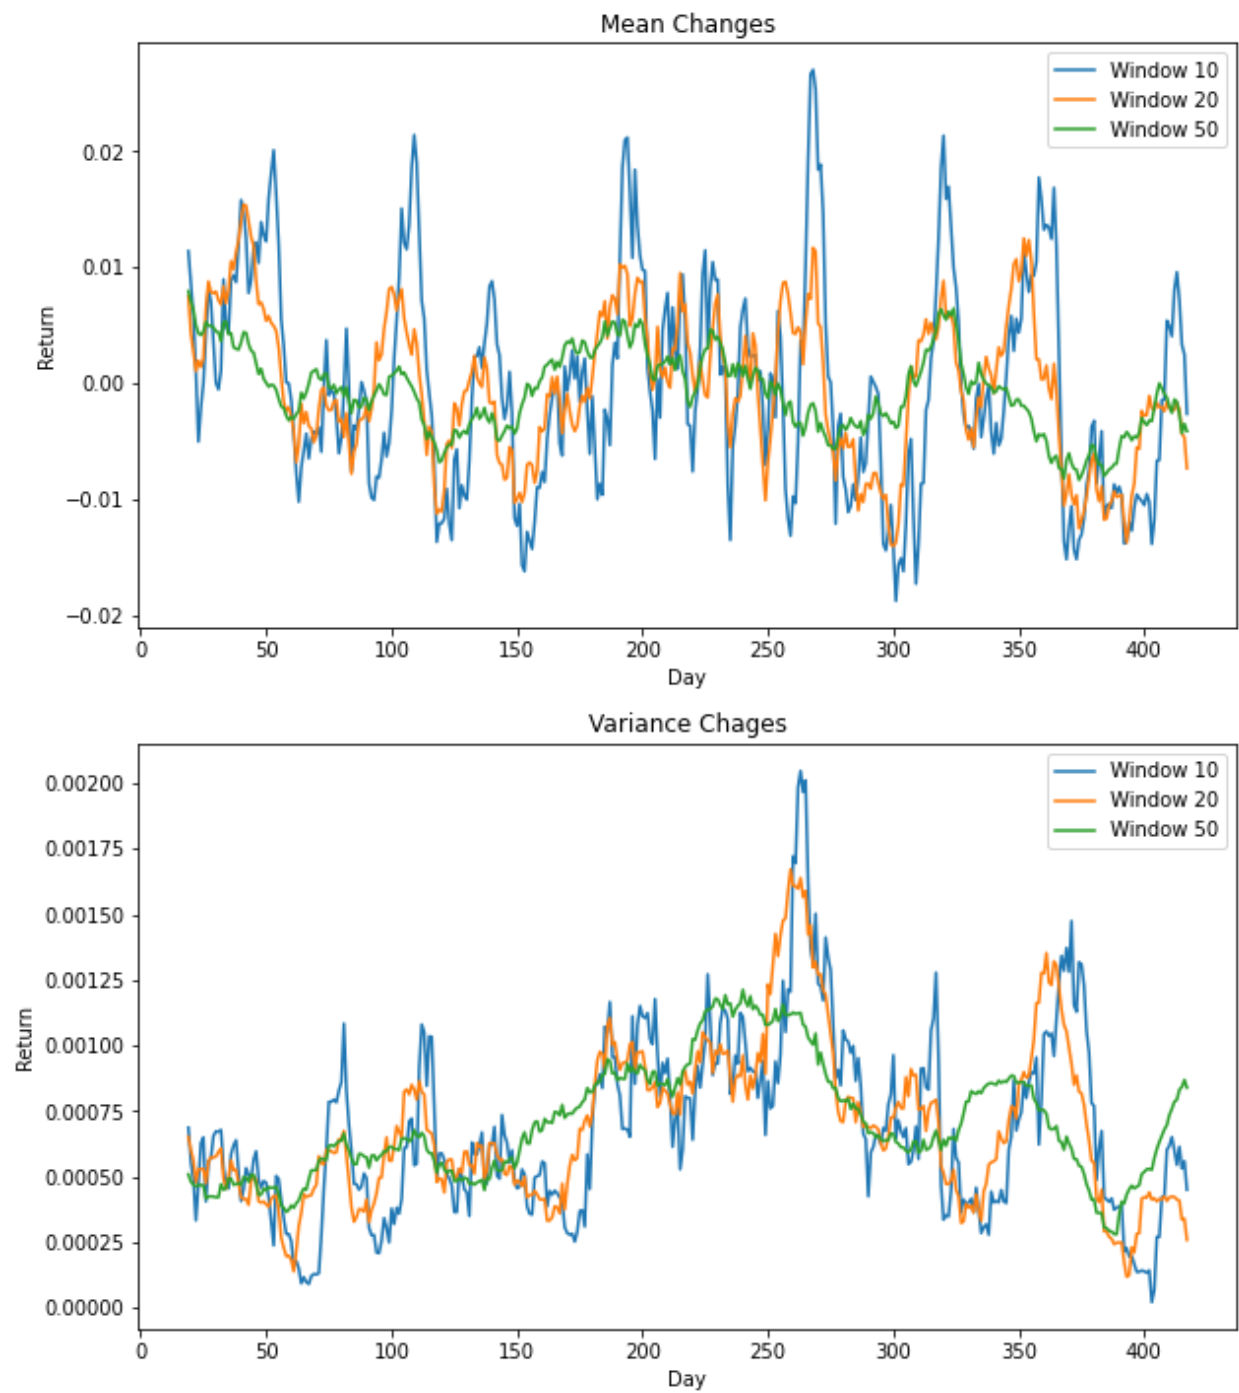 Mean Changes
Window 10
Window 20
Window 50
0.02
0.01
0.00
−0.01
−0.02
Return
0 50 100 150 200 250 300 350 400
Day
Variance Chages
Window 10
Window 20
Window 50
0.00200
0.00175
0.00150
0.00125
0.00100
0.00075
0.00050
0.00025
0.00000
Return
0 50 100 150 200 250 300 350 400
Day